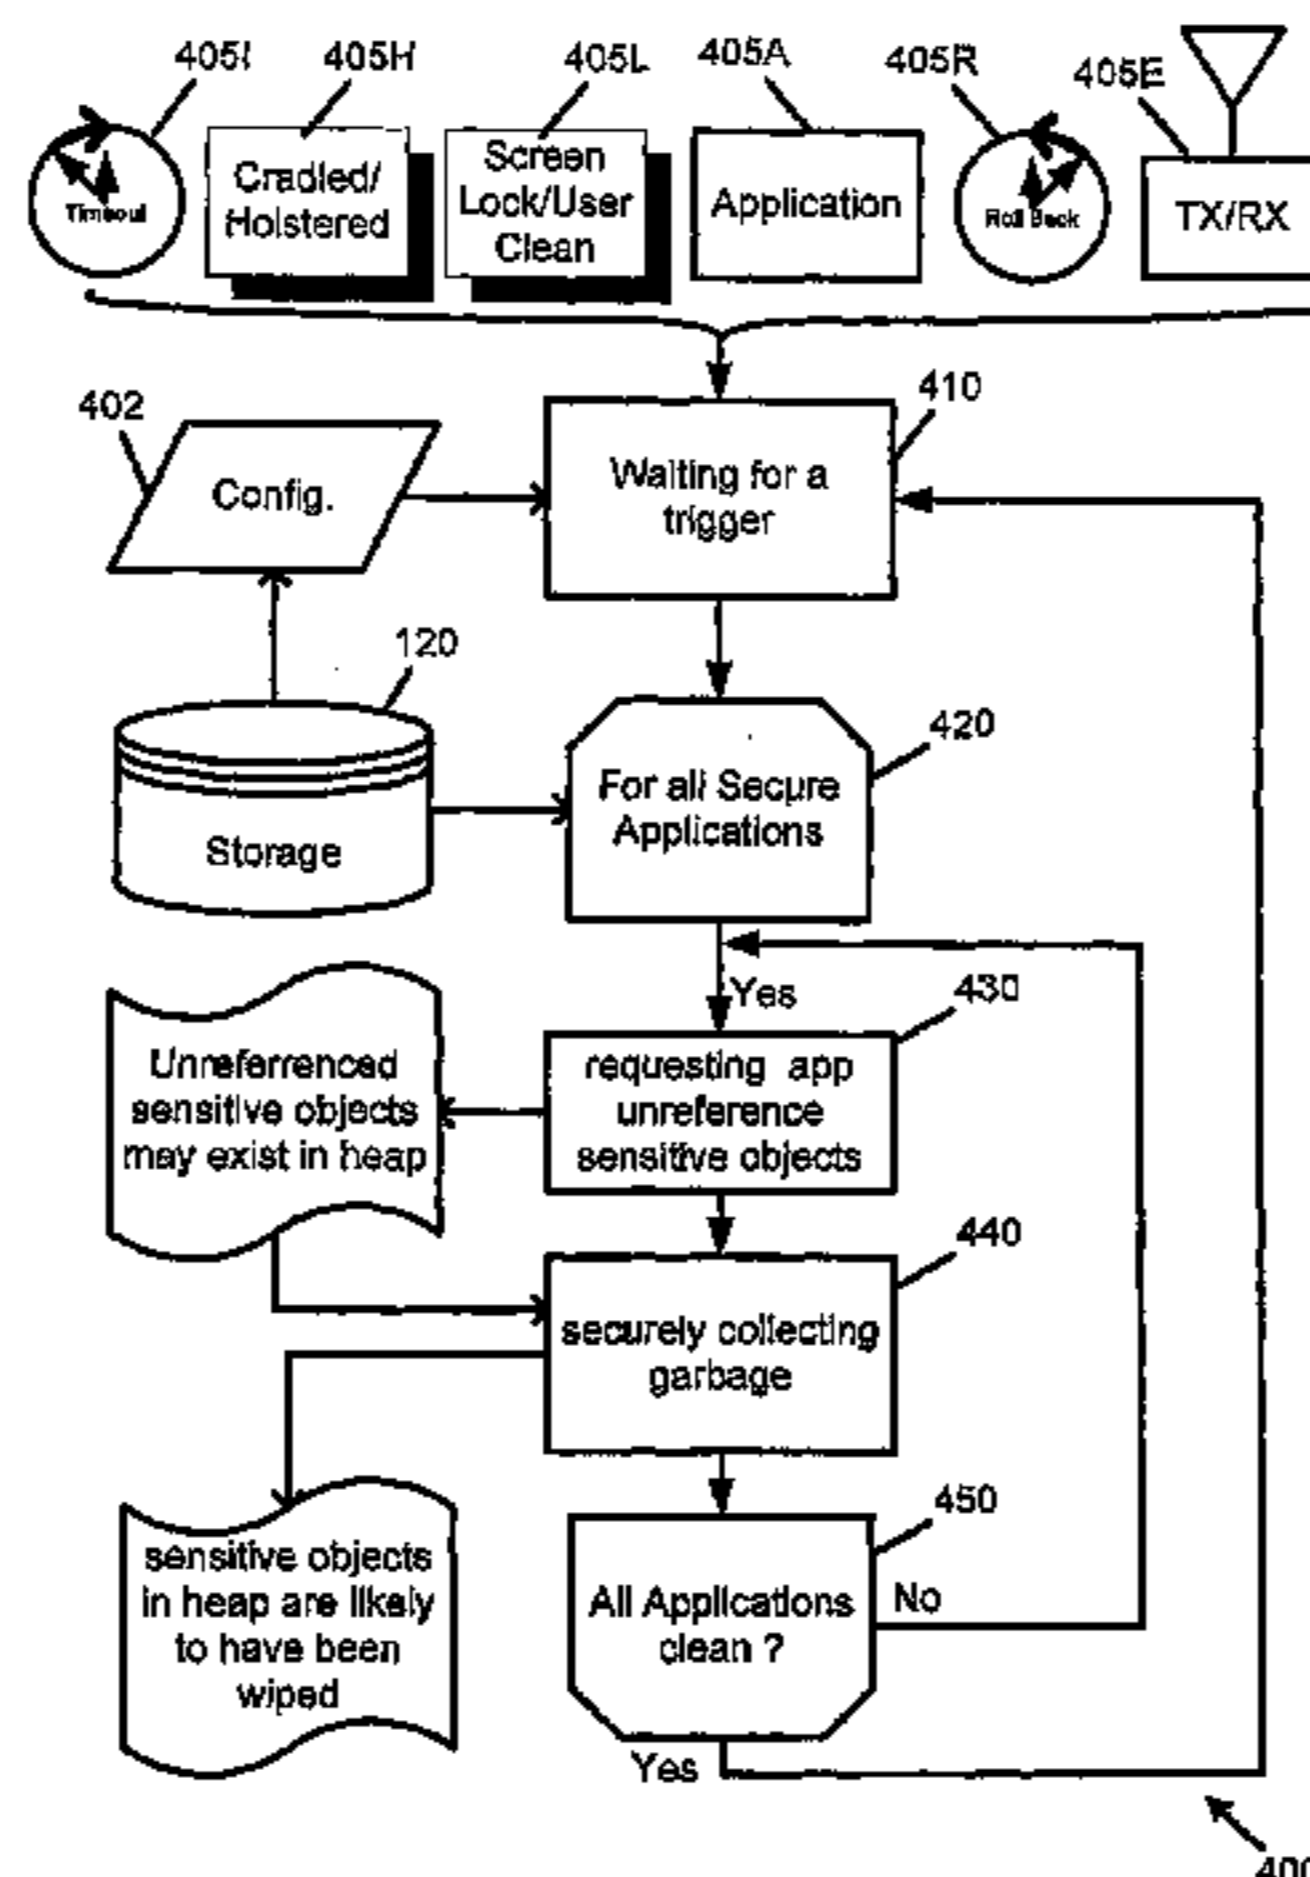 405I 405H 405L 405A 405R 405E
Timeout
Cradled/
Holstered
Screen
Lock/User
Clean
Application
Roll Back
TX/RX
402
Config.
410
Waiting for a
trigger
120
Storage
420
For all Secure
Applications
Yes
430
requesting app
unreference
sensitive objects
Unreferrenced
sensitive objects
may exist in heap
440
securely collecting
garbage
450
All Applications
clean ?
No
Yes
sensitive objects
in heap are likely
to have been
wiped
400